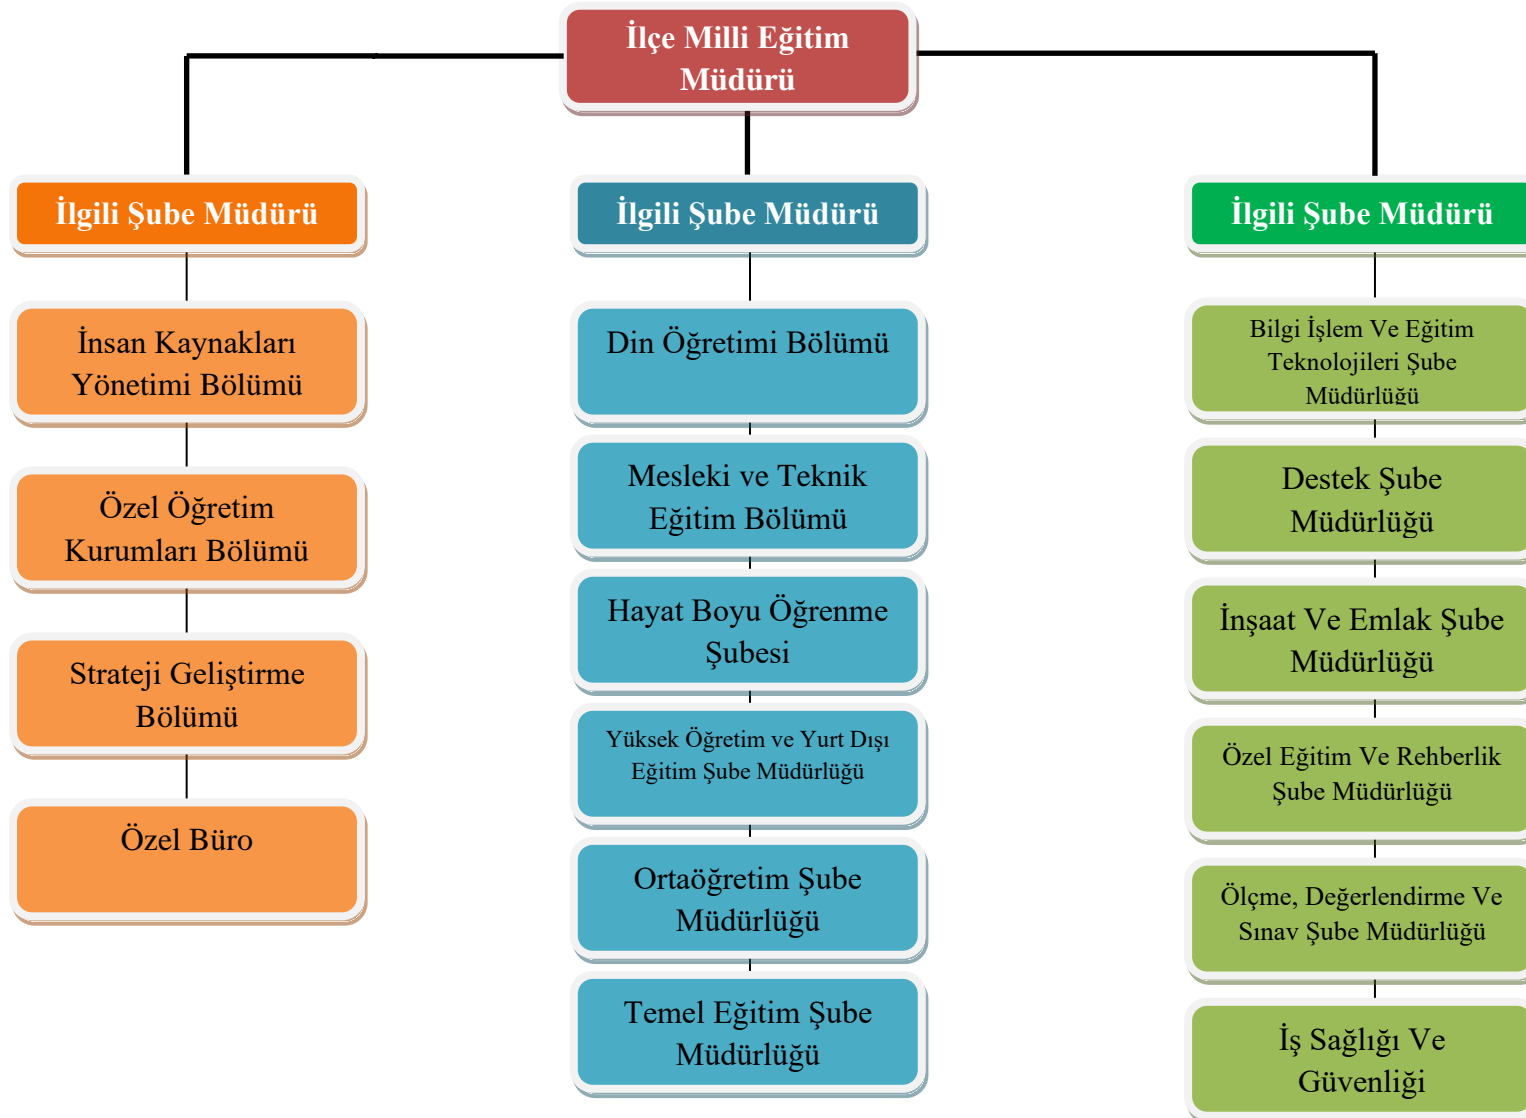 İlçe Milli Eğitim
Müdürü
İlgili Şube Müdürü
İnsan Kaynakları
Yönetimi Bölümü
Özel Öğretim
Kurumları Bölümü
Strateji Geliştirme
Bölümü
Özel Büro
İlgili Şube Müdürü
Din Öğretimi Bölümü
Mesleki ve Teknik
Eğitim Bölümü
Hayat Boyu Öğrenme
Şubesi
Yüksek Öğretim ve Yurt Dışı
Eğitim Şube Müdürlüğü
Ortaöğretim Şube
Müdürlüğü
Temel Eğitim Şube
Müdürlüğü
İlgili Şube Müdürü
Bilgi İşlem Ve Eğitim
Teknolojileri Şube
Müdürlüğü
Destek Şube
Müdürlüğü
İnşaat Ve Emlak Şube
Müdürlüğü
Özel Eğitim Ve Rehberlik
Şube Müdürlüğü
Ölçme, Değerlendirme Ve
Sınav Şube Müdürlüğü
İş Sağlığı Ve
Güvenliği